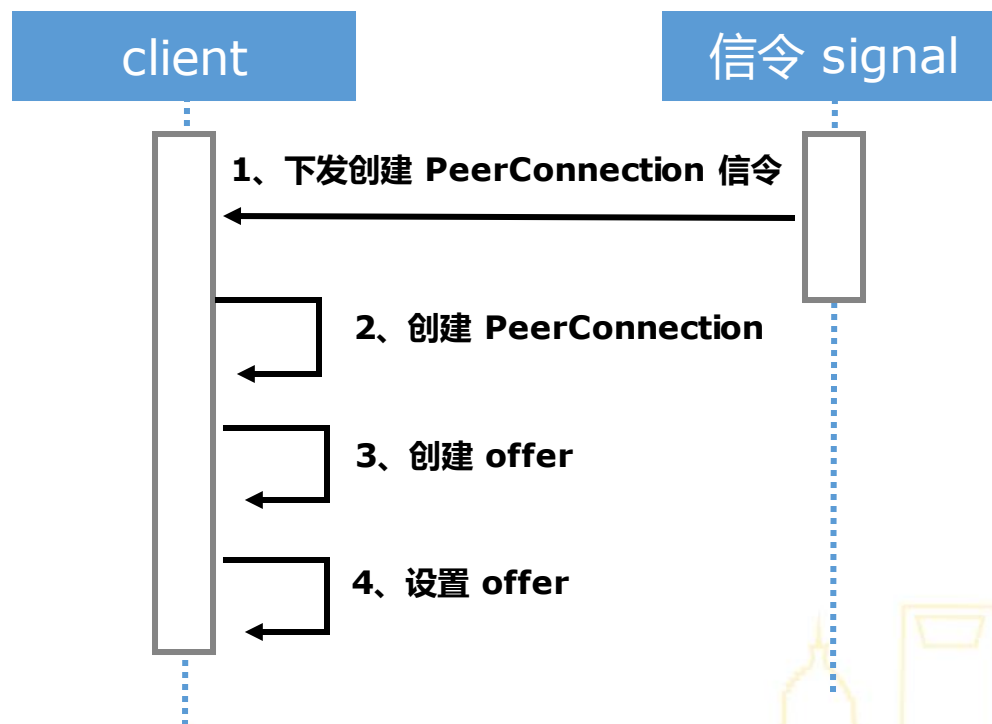 client
信令 signal
1、下发创建 PeerConnection 信令
2、创建 PeerConnection
3、创建 offer
4、设置 offer